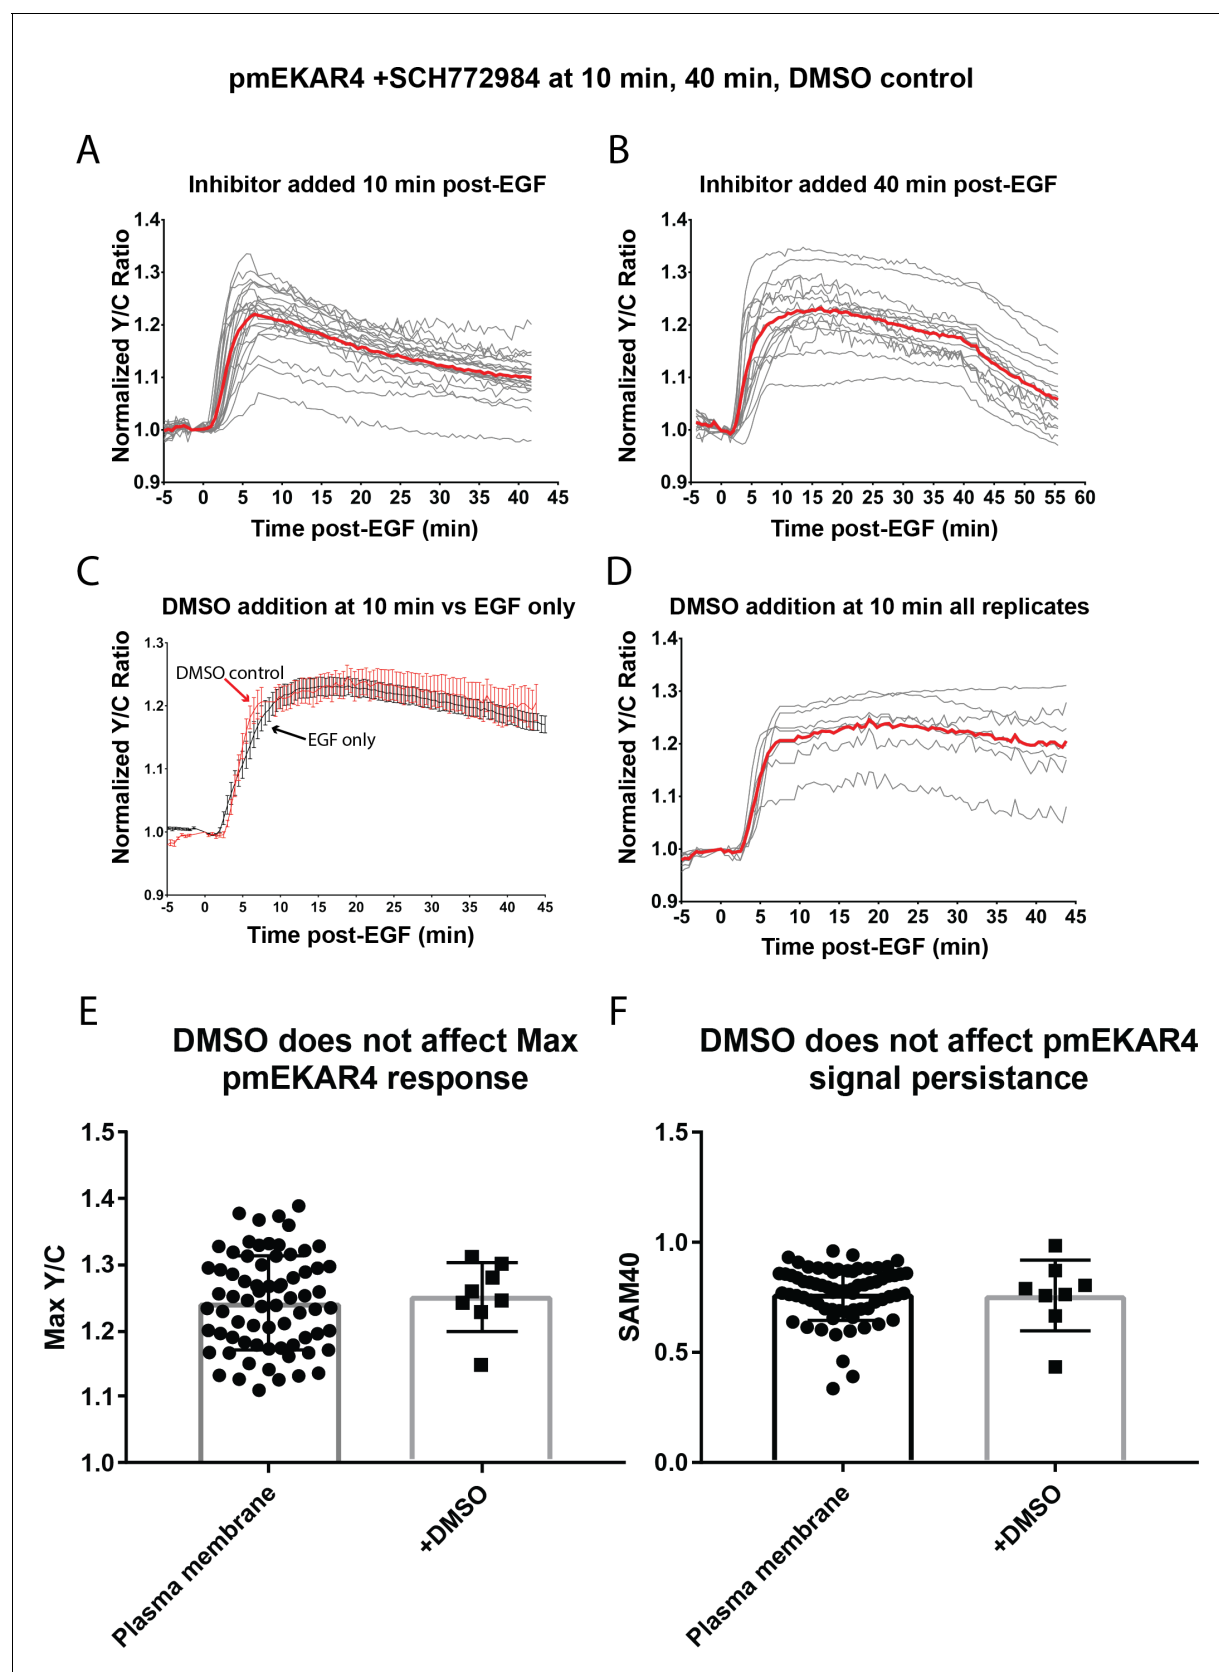 pmEKAR4 +SCH772984 at 10 min, 40 min, DMSO control
A
Inhibitor added 10 min post-EGF
Normalized Y/C Ratio
1.4
1.3
1.2
1.1
1.0
0.9
-5 0 5 10 15 20 25 30 35 40 45
Time post-EGF (min)
B
Inhibitor added 40 min post-EGF
Normalized Y/C Ratio
1.4
1.3
1.2
1.1
1.0
0.9
-5 0 5 10 15 20 25 30 35 40 45 50 55 60
Time post-EGF (min)
C
DMSO addition at 10 min vs EGF only
Normalized Y/C Ratio
1.3
1.2
1.1
1.0
0.9
DMSO control
EGF only
-5 0 5 10 15 20 25 30 35 40 45
Time post-EGF (min)
D
DMSO addition at 10 min all replicates
Normalized Y/C Ratio
1.4
1.3
1.2
1.1
1.0
0.9
-5 0 5 10 15 20 25 30 35 40 45
Time post-EGF (min)
E
DMSO does not affect Max
pmEKAR4 response
Max Y/C
1.5
1.4
1.3
1.2
1.1
1.0
Plasma membrane
+DMSO
F
DMSO does not affect pmEKAR4
signal persistance
SAM40
1.5
1.0
0.5
0.0
Plasma membrane
+DMSO